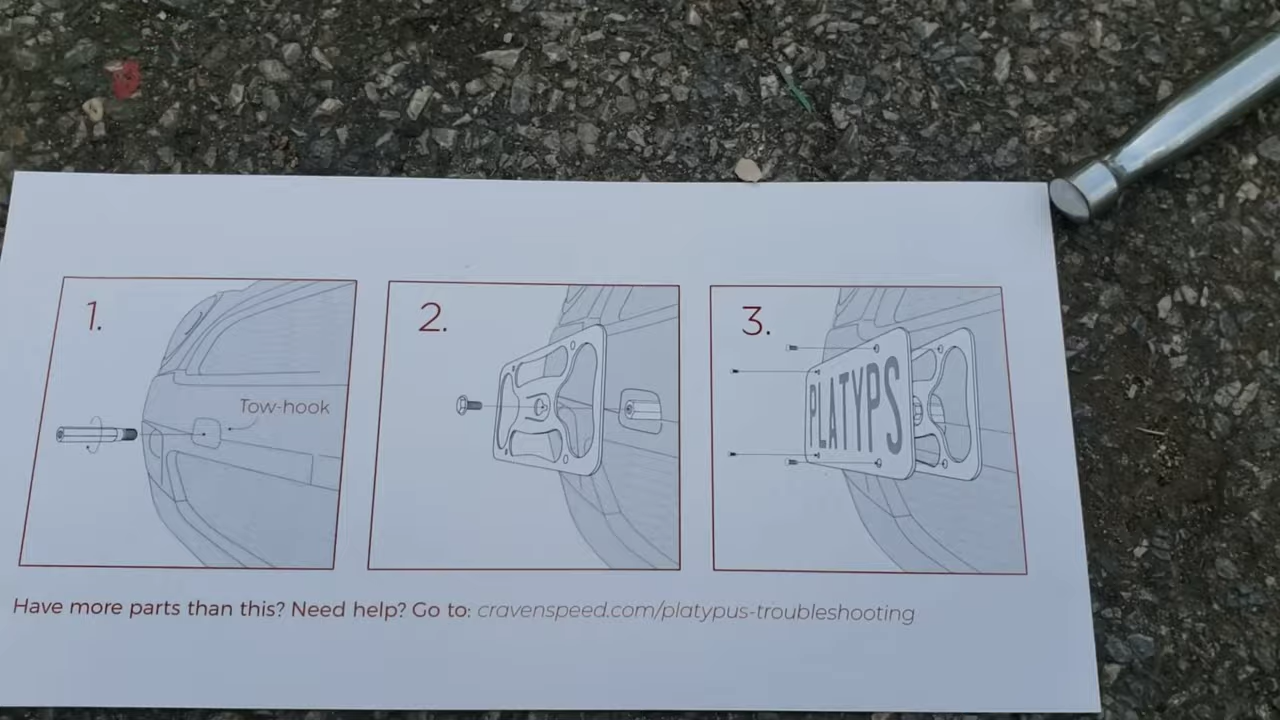 1.
Tow-hook
2.
3.
PLATYPS
Have more parts than this? Need help? Go to: cravenspeed.com/platypus-troubleshooting